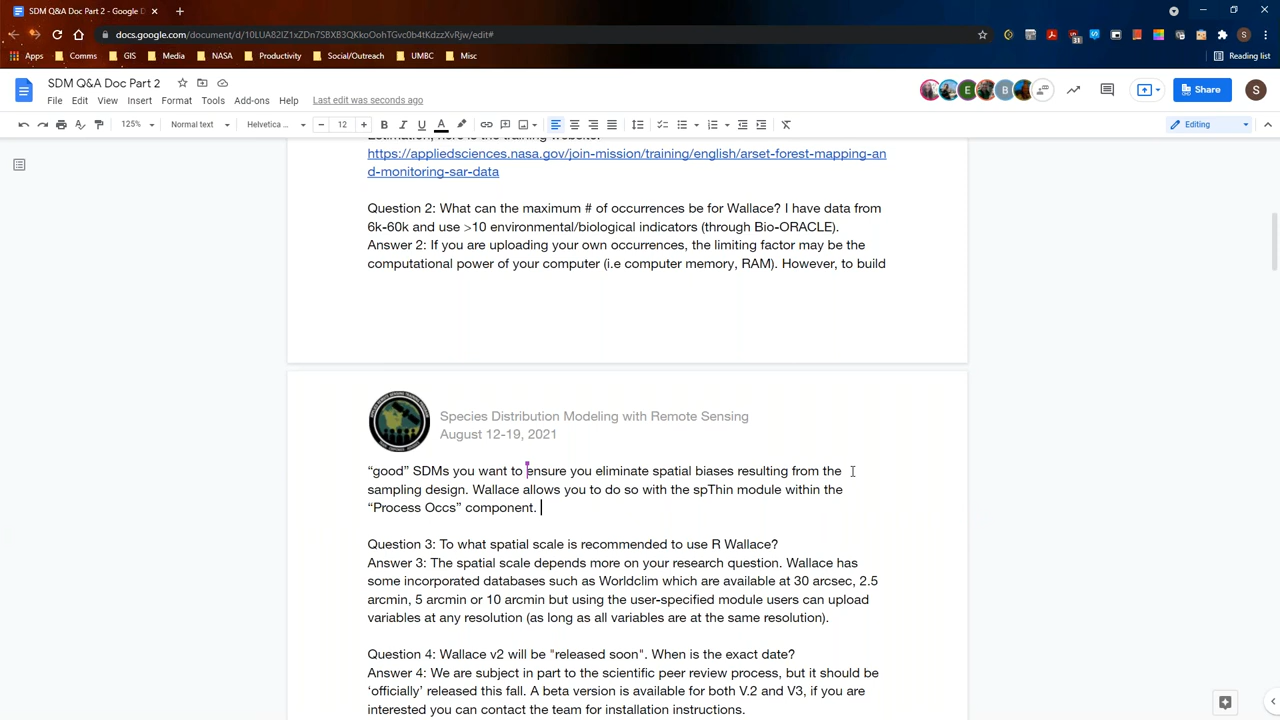 SDM Q&A Doc Part 2 - Google D
docs.google.com/document/d/10LUA82IZ1xZDn7SBX83QKkoOohTGvc0b4tKdzzXvRjw/edit#
Apps Comms GIS Media NASA Productivity Social/Outreach UMBC Misc Reading list
SDM Q&A Doc Part 2
File Edit View Insert Format Tools Add-ons Help Last edit was seconds ago
E B Share S
125% Normal text Helvetica ... 12 Editing
https://appliedsciences.nasa.gov/join-mission/training/english/arset-forest-mapping-an
d-monitoring-sar-data
Question 2: What can the maximum # of occurrences be for Wallace? I have data from
6k-60k and use >10 environmental/biological indicators (through Bio-ORACLE).
Answer 2: If you are uploading your own occurrences, the limiting factor may be the
computational power of your computer (i.e computer memory, RAM). However, to build
Species Distribution Modeling with Remote Sensing
August 12-19, 2021
“good” SDMs you want to ensure you eliminate spatial biases resulting from the
sampling design. Wallace allows you to do so with the spThin module within the
“Process Occs” component.
Question 3: To what spatial scale is recommended to use R Wallace?
Answer 3: The spatial scale depends more on your research question. Wallace has
some incorporated databases such as Worldclim which are available at 30 arcsec, 2.5
arcmin, 5 arcmin or 10 arcmin but using the user-specified module users can upload
variables at any resolution (as long as all variables are at the same resolution).
Question 4: Wallace v2 will be "released soon". When is the exact date?
Answer 4: We are subject in part to the scientific peer review process, but it should be
‘officially’ released this fall. A beta version is available for both V.2 and V3, if you are
interested you can contact the team for installation instructions.